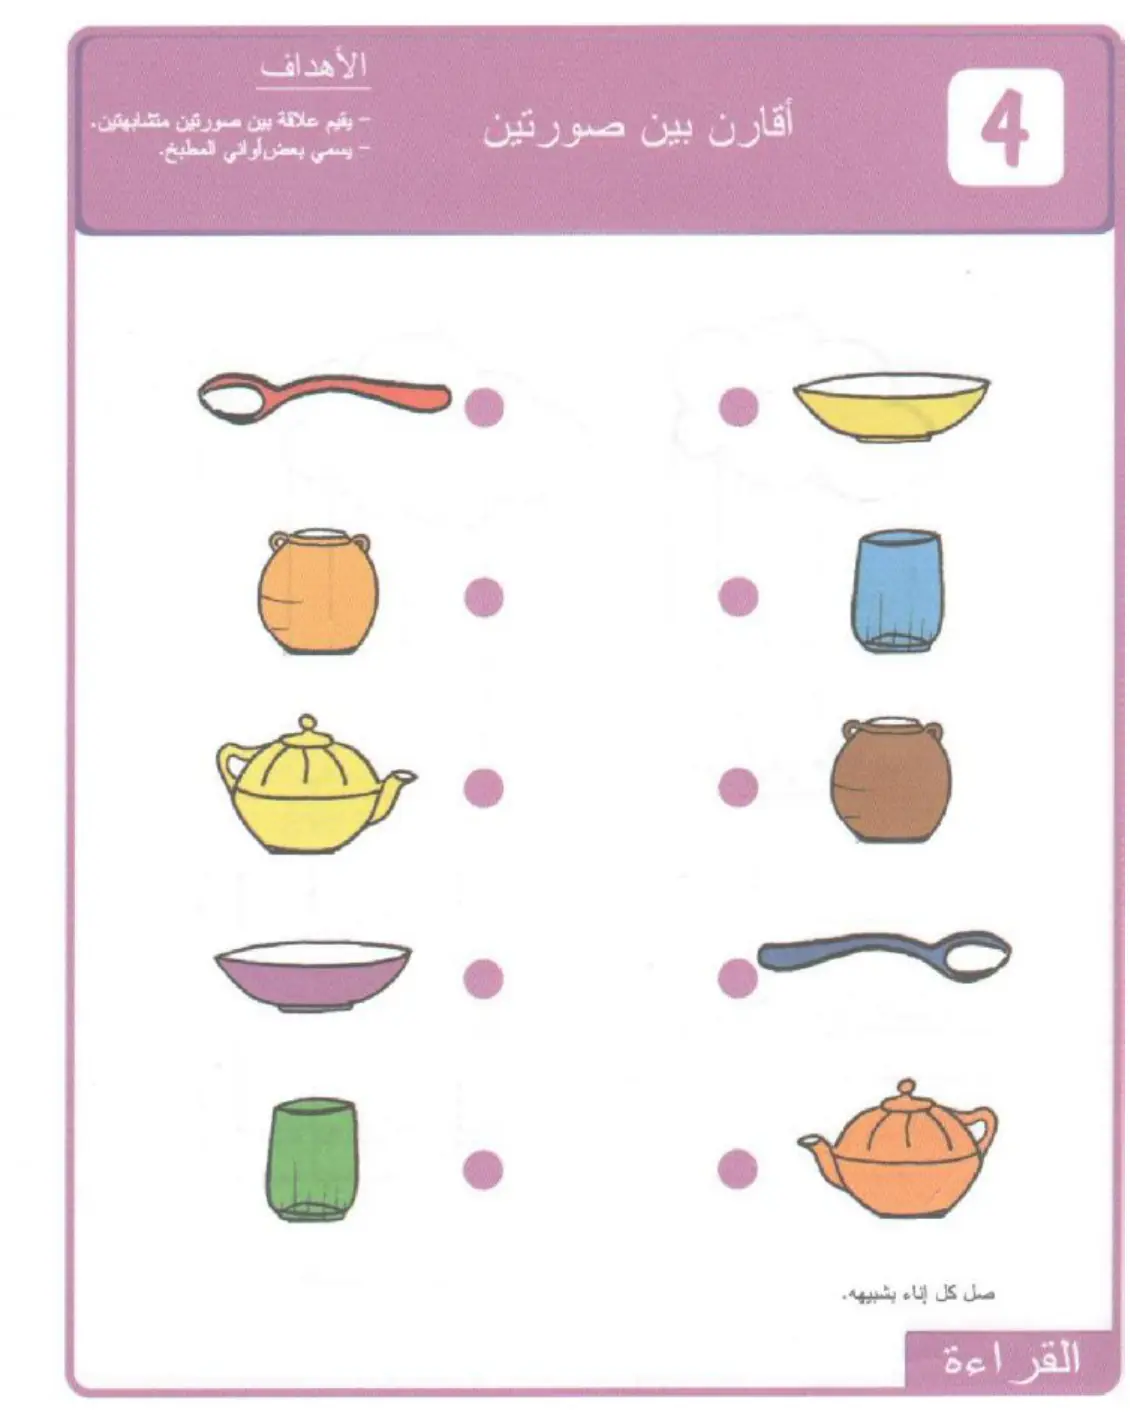 4
أقارن بين صورتين
الأهداف
- يقيم علاقة بين صورتين متشابهتين.
- يسمي بعض أواني المطبخ.
صل كل إناء بشبيهه.
القراءة